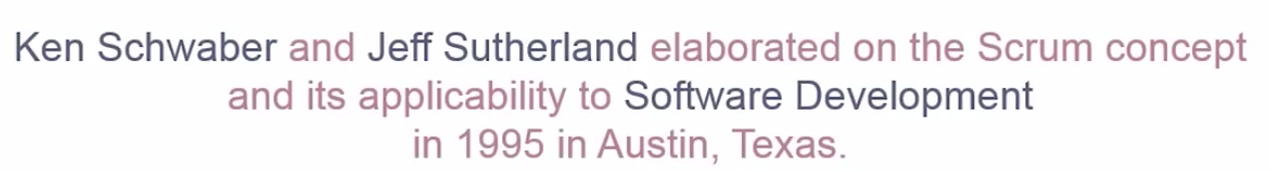 Ken Schwaber and Jeff Sutherland elaborated on the Scrum concept
and its applicability to Software Development
in 1995 in Austin, Texas.